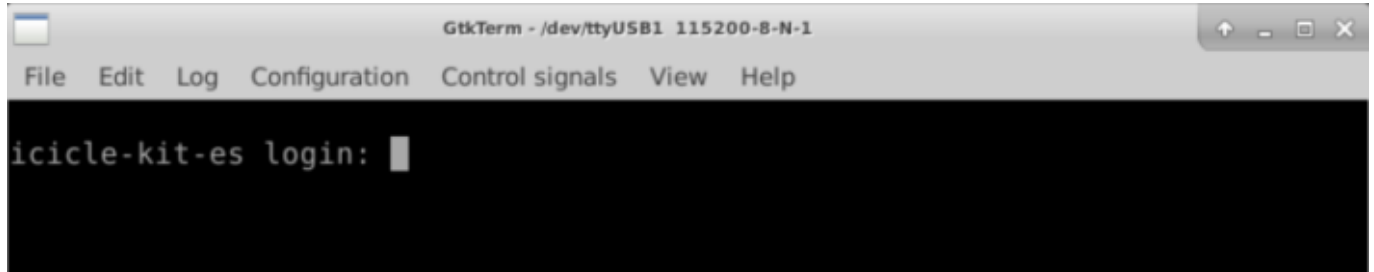 GtkTerm - /dev/ttyUSB1 115200-8-N-1
File Edit Log Configuration Control signals View Help
icicle-kit-es login: